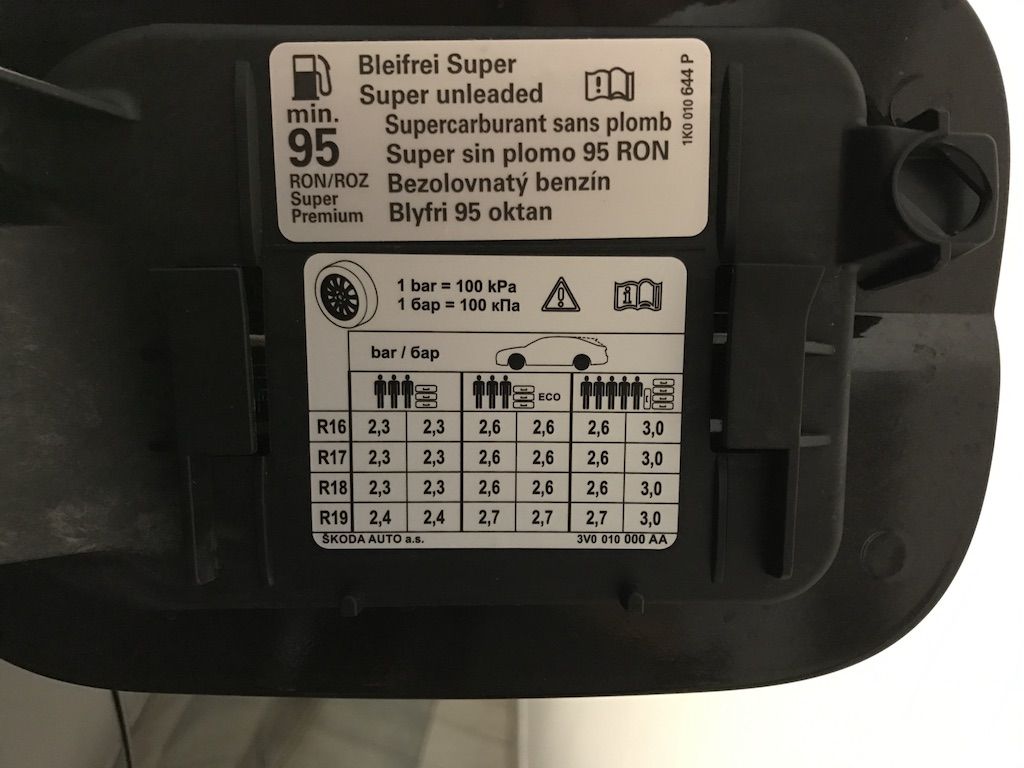 Bleifrei Super
Super unleaded
Supercarburant sans plomb
Super sin plomo 95 RON
Bezolovnatý benzín
Blyfri 95 oktan
min.
95
RON/ROZ
Super
Premium
1K0 010 644 P
1 bar = 100 kPa
1 бар = 100 кПа
bar / бар
ECO
R16 2,3 2,3 2,6 2,6 2,6 3,0
R17 2,3 2,3 2,6 2,6 2,6 3,0
R18 2,3 2,3 2,6 2,6 2,6 3,0
R19 2,4 2,4 2,7 2,7 2,7 3,0
ŠKODA AUTO a.s. 3V0 010 000 AA